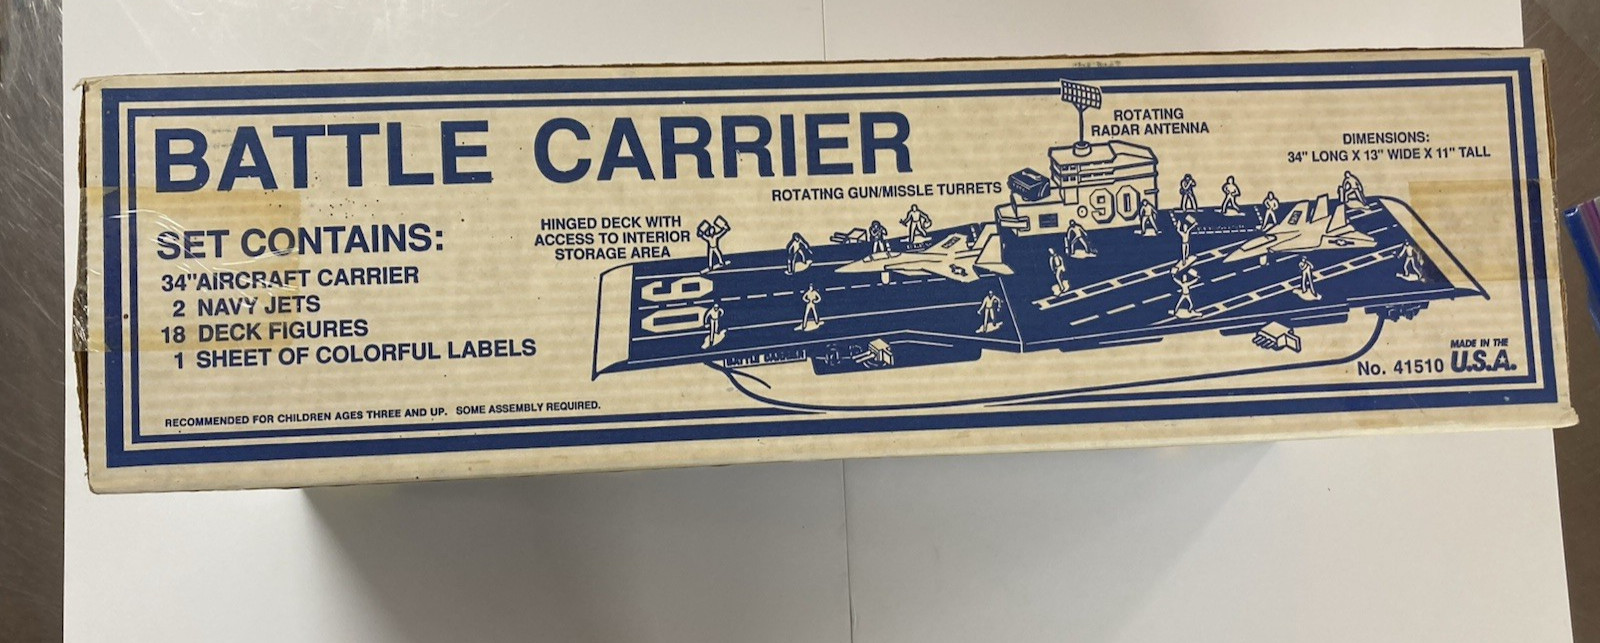 BATTLE CARRIER
SET CONTAINS:
34"AIRCRAFT CARRIER
2 NAVY JETS
18 DECK FIGURES
1 SHEET OF COLORFUL LABELS
RECOMMENDED FOR CHILDREN AGES THREE AND UP. SOME ASSEMBLY REQUIRED.
HINGED DECK WITH
ACCESS TO INTERIOR
STORAGE AREA
ROTATING GUN/MISSLE TURRETS
ROTATING
RADAR ANTENNA
DIMENSIONS:
34" LONG X 13" WIDE X 11" TALL
90
90
BATTLE CARRIER
No. 41510
MADE IN THE
U.S.A.